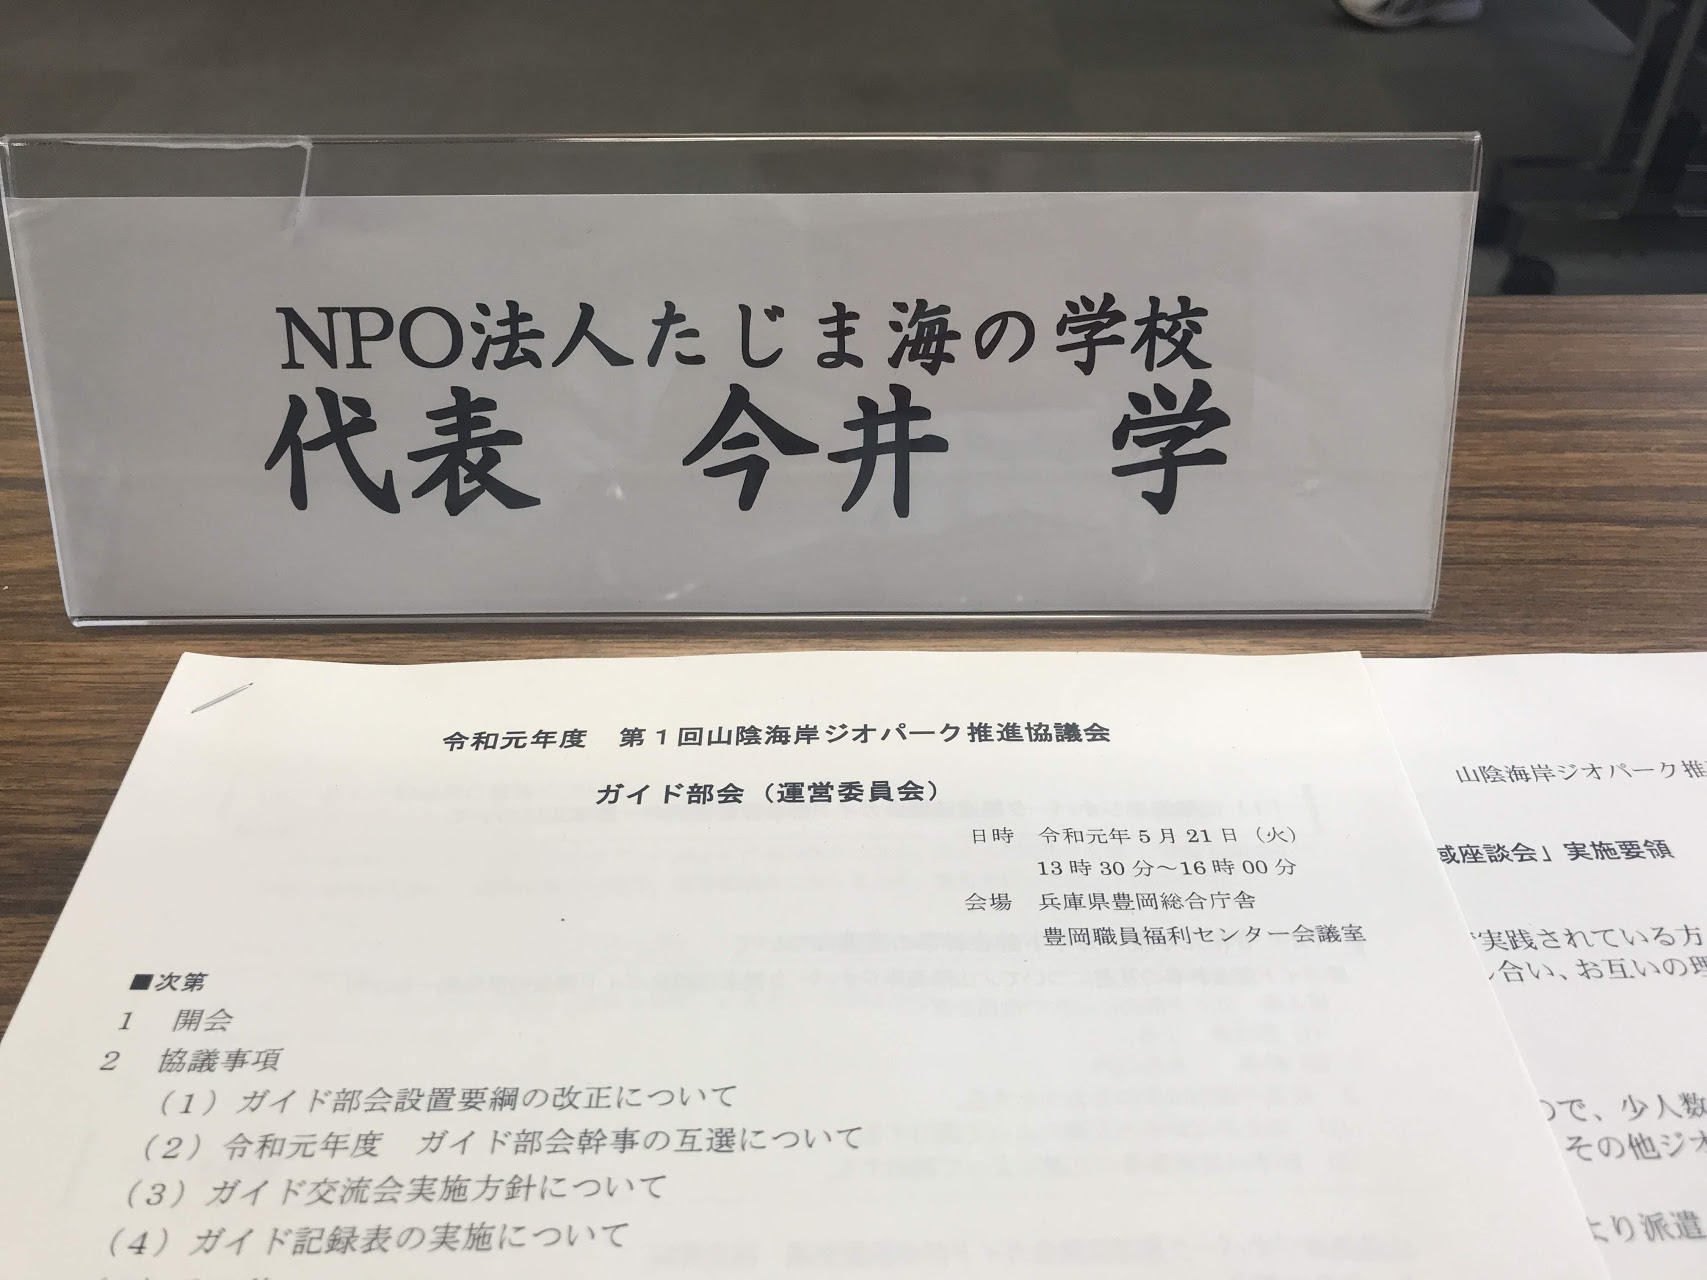 NPO法人たじま海の学校
代表　今井　学
令和元年度　第1回山陰海岸ジオパーク推進協議会
ガイド部会（運営委員会）
日時　令和元年5月21日（火）
13時30分～16時00分
会場　兵庫県豊岡総合庁舎
豊岡職員福利センター会議室
■次第
1　開会
2　協議事項
（1）ガイド部会設置要綱の改正について
（2）令和元年度　ガイド部会幹事の互選について
（3）ガイド交流会実施方針について
（4）ガイド記録表の実施について
山陰海岸ジオパーク推
域座談会」実施要領
実践されている方
し合い、お互いの理
ので、少人数
その他ジオ
より派遣